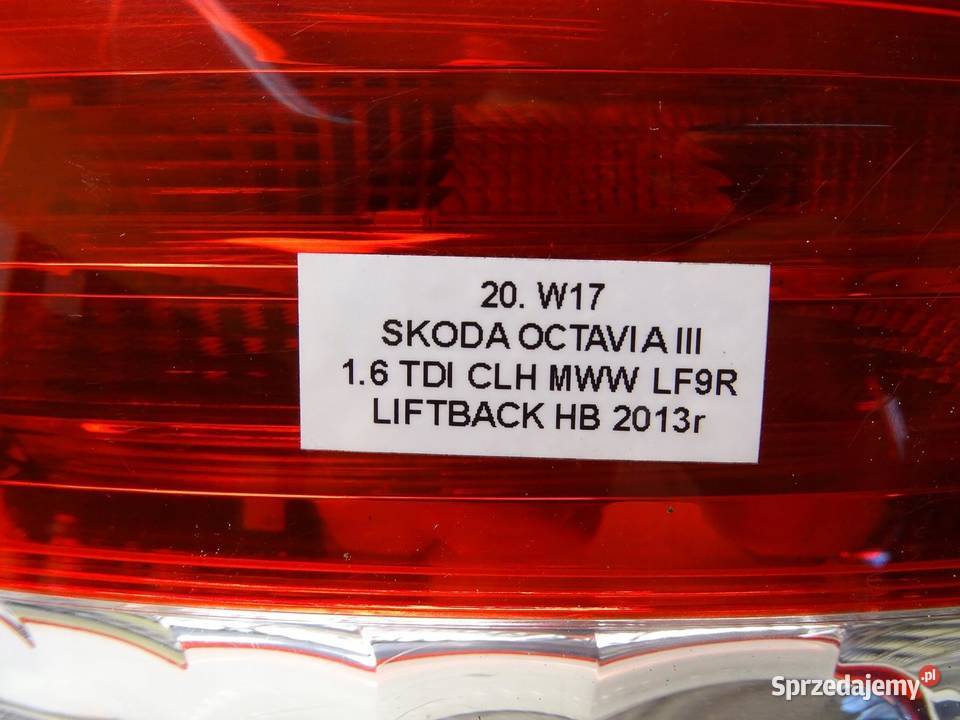 20. W17
SKODA OCTAVIA III
1.6 TDI CLH MWW LF9R
LIFTBACK HB 2013r
Sprzedajemy.pl